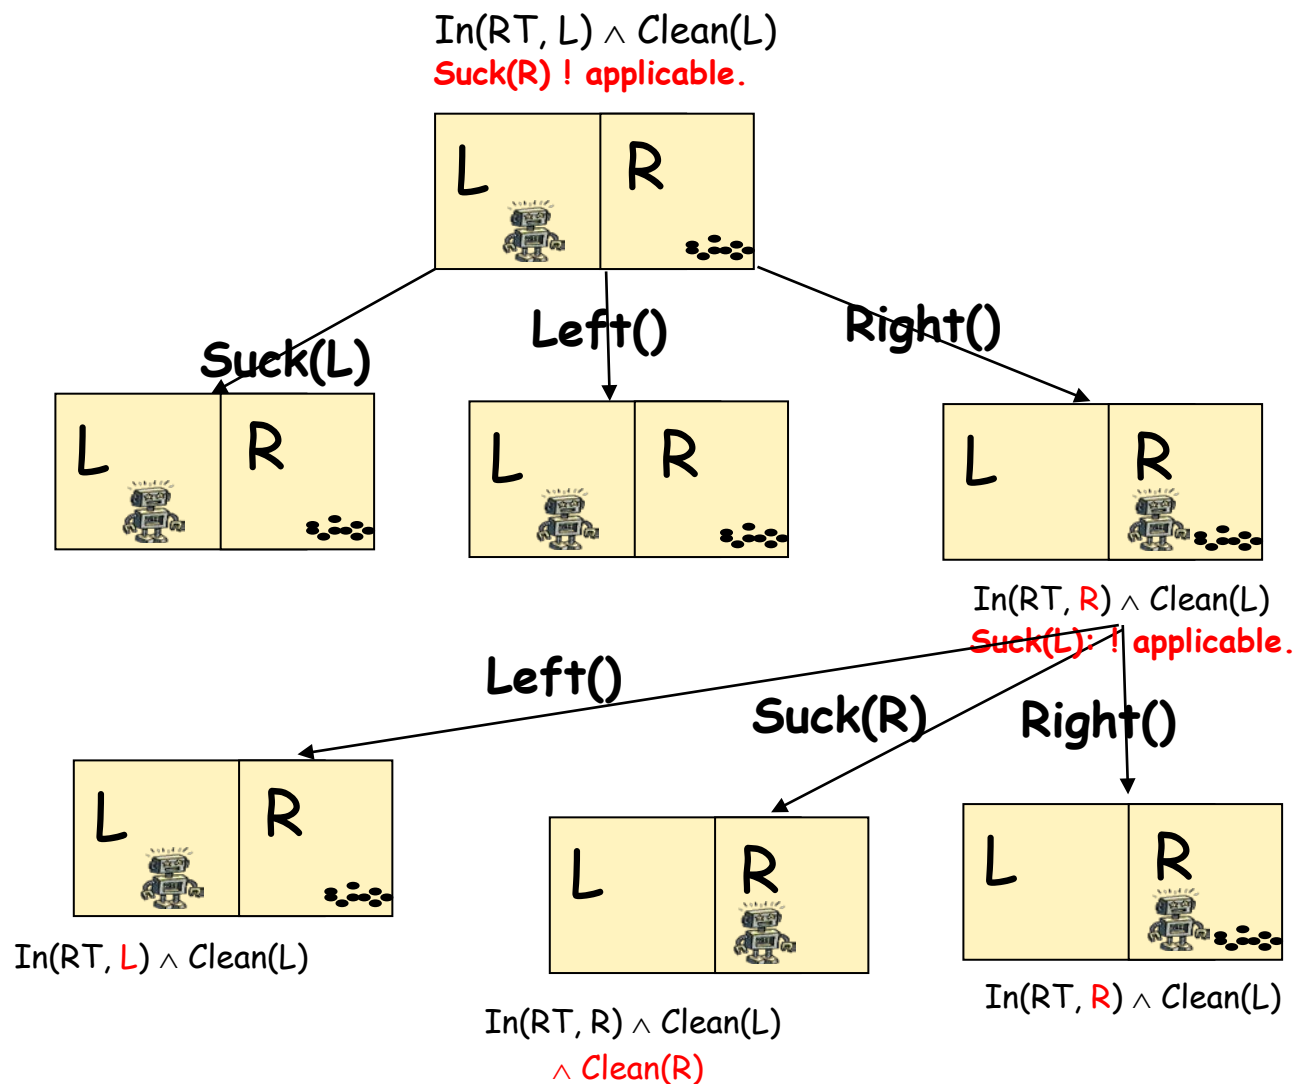 In(RT, L) ∧ Clean(L)
Suck(R) ! applicable.
L R
Suck(L) Left() Right()
L R
L R
L R
In(RT, R) ∧ Clean(L)
Suck(L): ! applicable.
Left()
Suck(R)
Right()
L R
L R
L R
In(RT, L) ∧ Clean(L)
In(RT, R) ∧ Clean(L)
∧ Clean(R)
In(RT, R) ∧ Clean(L)